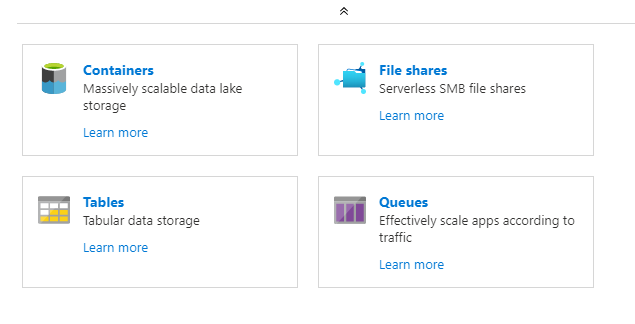 Containers
Massively scalable data lake
storage
Learn more
File shares
Serverless SMB file shares
Learn more
Tables
Tabular data storage
Learn more
Queues
Effectively scale apps according to
traffic
Learn more